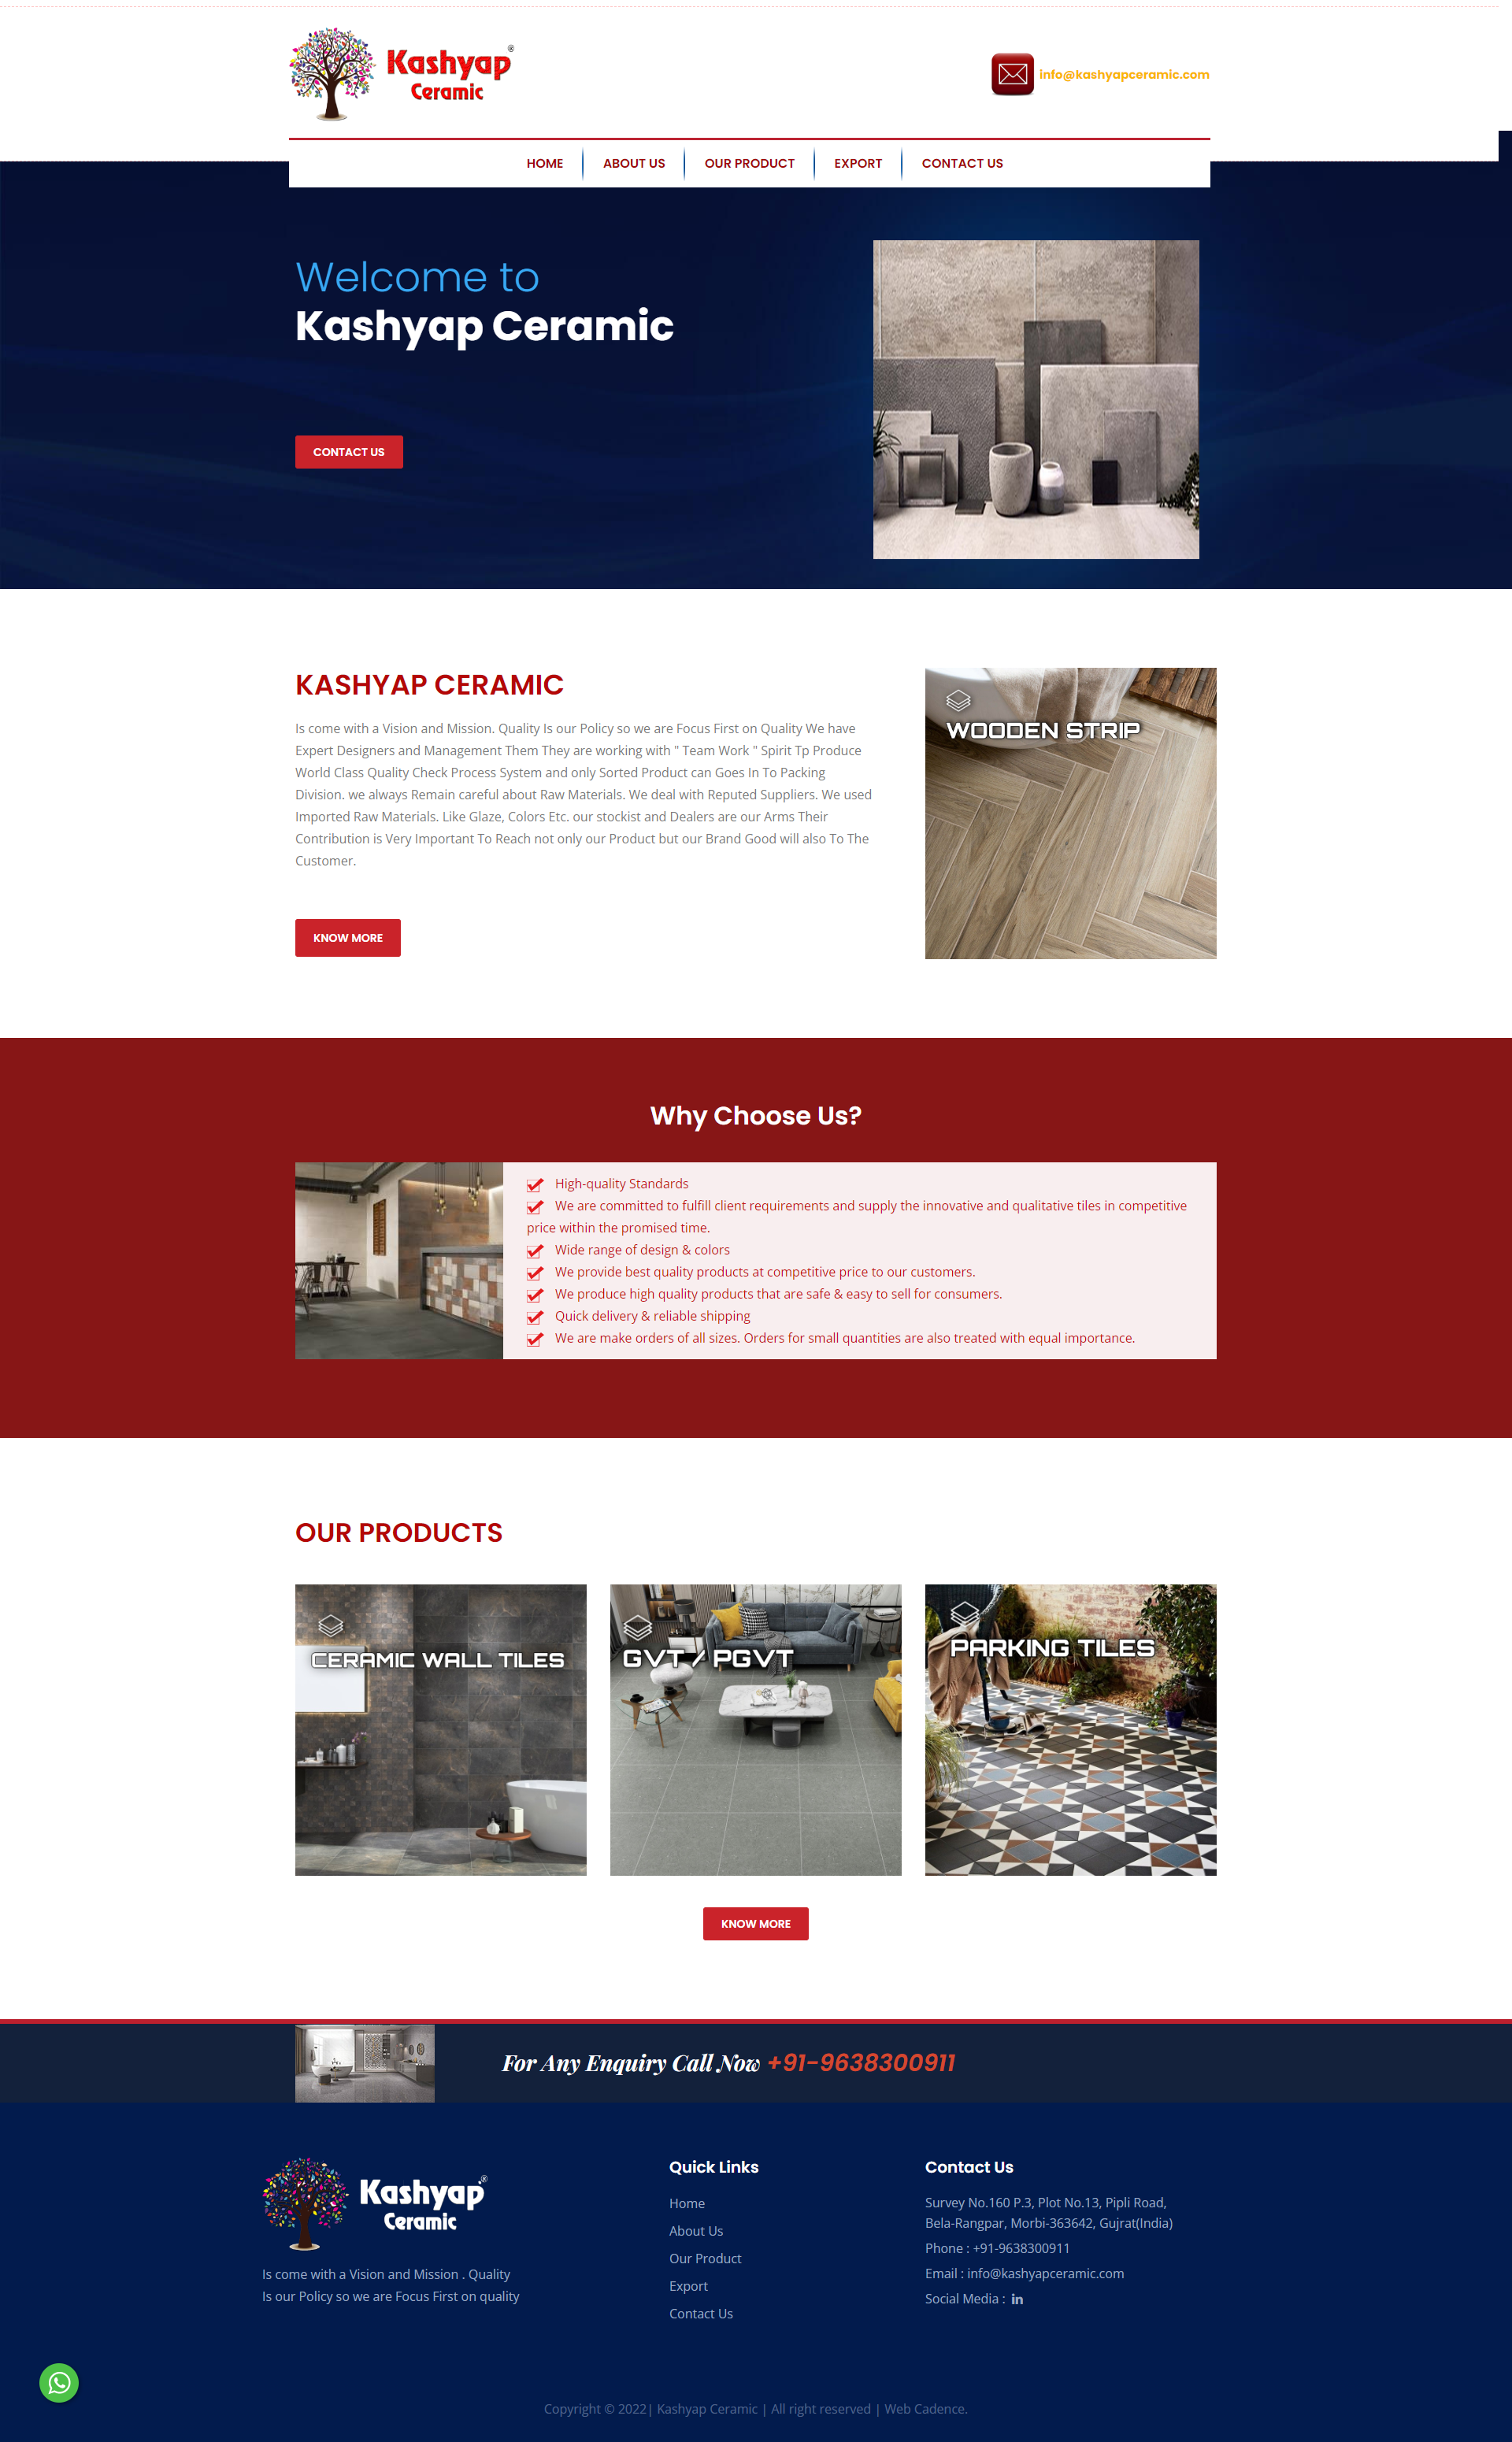 Kashyap®
Ceramic
info@kashyapceramic.com
HOME
ABOUT US
OUR PRODUCT
EXPORT
CONTACT US
Welcome to
Kashyap Ceramic
CONTACT US
KASHYAP CERAMIC
Is come with a Vision and Mission. Quality Is our Policy so we are Focus First on Quality We have
Expert Designers and Management Them They are working with " Team Work " Spirit Tp Produce
World Class Quality Check Process System and only Sorted Product can Goes In To Packing
Division. we always Remain careful about Raw Materials. We deal with Reputed Suppliers. We used
Imported Raw Materials. Like Glaze, Colors Etc. our stockist and Dealers are our Arms Their
Contribution is Very Important To Reach not only our Product but our Brand Good will also To The
Customer.
KNOW MORE
WOODEN STRIP
Why Choose Us?
High-quality Standards
We are committed to fulfill client requirements and supply the innovative and qualitative tiles in competitive
price within the promised time.
Wide range of design & colors
We provide best quality products at competitive price to our customers.
We produce high quality products that are safe & easy to sell for consumers.
Quick delivery & reliable shipping
We are make orders of all sizes. Orders for small quantities are also treated with equal importance.
OUR PRODUCTS
CERAMIC WALL TILES
GVT / PGVT
PARKING TILES
KNOW MORE
For Any Enquiry Call Now +91-9638300911
Kashyap®
Ceramic
Is come with a Vision and Mission . Quality
Is our Policy so we are Focus First on quality
Quick Links
Home
About Us
Our Product
Export
Contact Us
Contact Us
Survey No.160 P.3, Plot No.13, Pipli Road,
Bela-Rangpar, Morbi-363642, Gujrat(India)
Phone : +91-9638300911
Email : info@kashyapceramic.com
Social Media : in
Copyright © 2022| Kashyap Ceramic | All right reserved | Web Cadence.